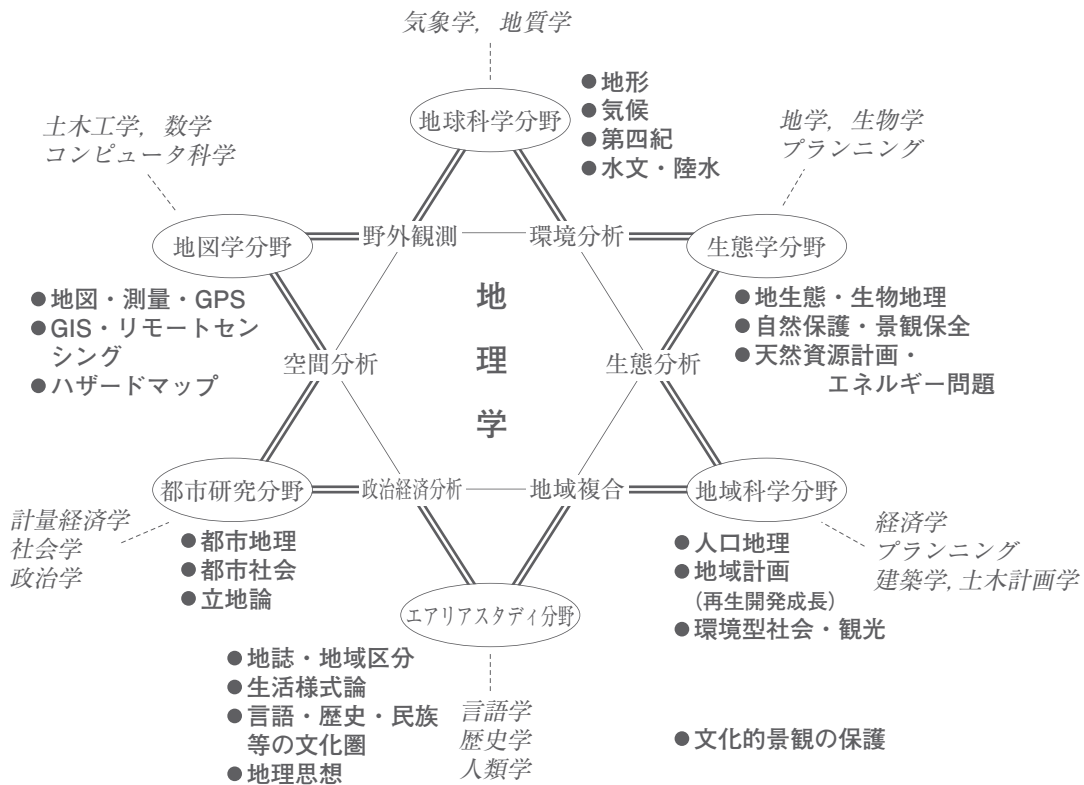 気象学, 地質学
地球科学分野
●地形
●気候
●第四紀
●水文・陸水
土木工学, 数学
コンピュータ科学
地学, 生物学
プランニング
地図学分野
野外観測
環境分析
生態学分野
●地図・測量・GPS
●GIS・リモートセン
シング
●ハザードマップ
地
理
学
●地生態・生物地理
●自然保護・景観保全
●天然資源計画・
エネルギー問題
空間分析
生態分析
都市研究分野
政治経済分析
地域複合
地域科学分野
計量経済学
社会学
政治学
●都市地理
●都市社会
●立地論
●人口地理
●地域計画
(再生開発成長)
●環境型社会・観光
経済学
プランニング
建築学, 土木計画学
エアリアスタディ分野
●地誌・地域区分
●生活様式論
●言語・歴史・民族
等の文化圏
●地理思想
言語学
歴史学
人類学
●文化的景観の保護